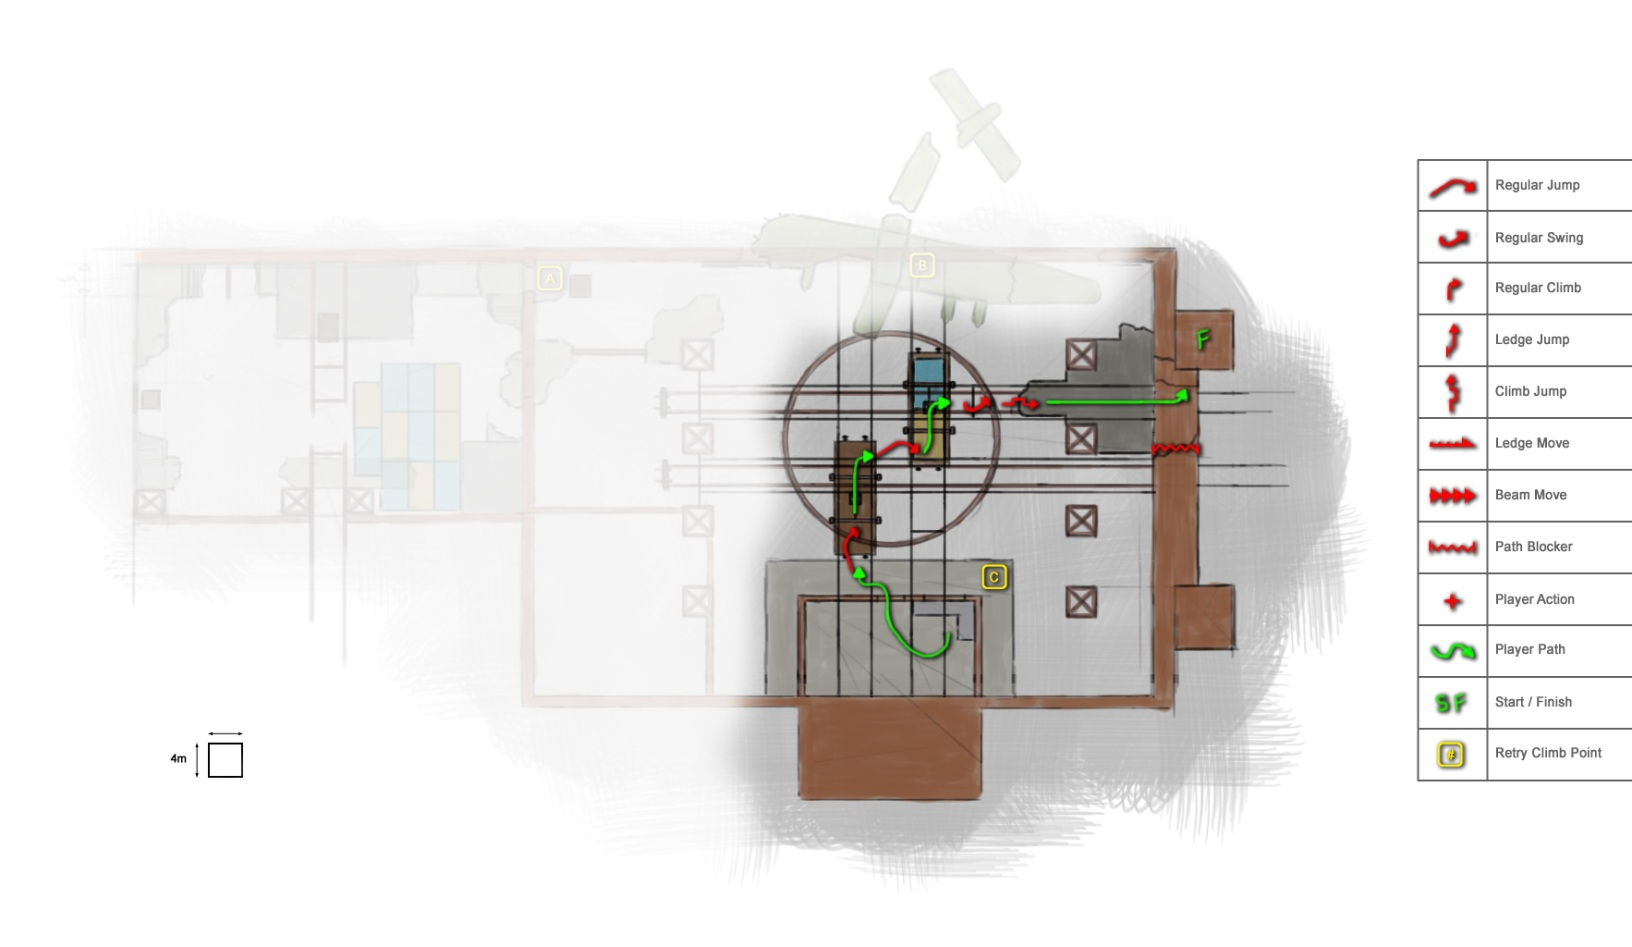 A
B
F
C
4m
Regular Jump
Regular Swing
Regular Climb
Ledge Jump
Climb Jump
Ledge Move
Beam Move
Path Blocker
Player Action
Player Path
S F Start / Finish
# Retry Climb Point